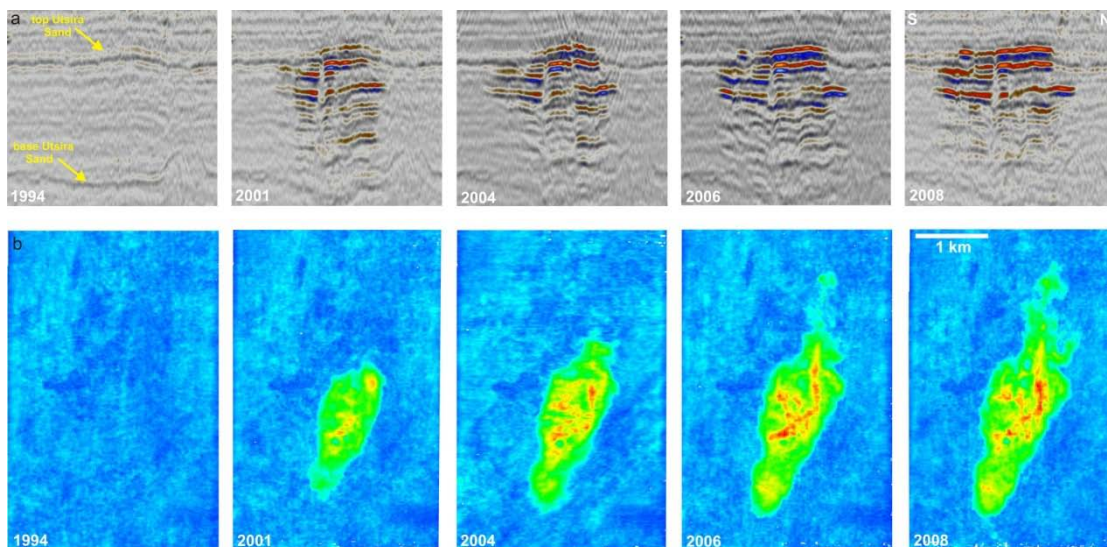 a
top Utsira
Sand
base Utsira
Sand
1994
2001
2004
2006
S N
2008
b
1 km
1994
2001
2004
2006
2008